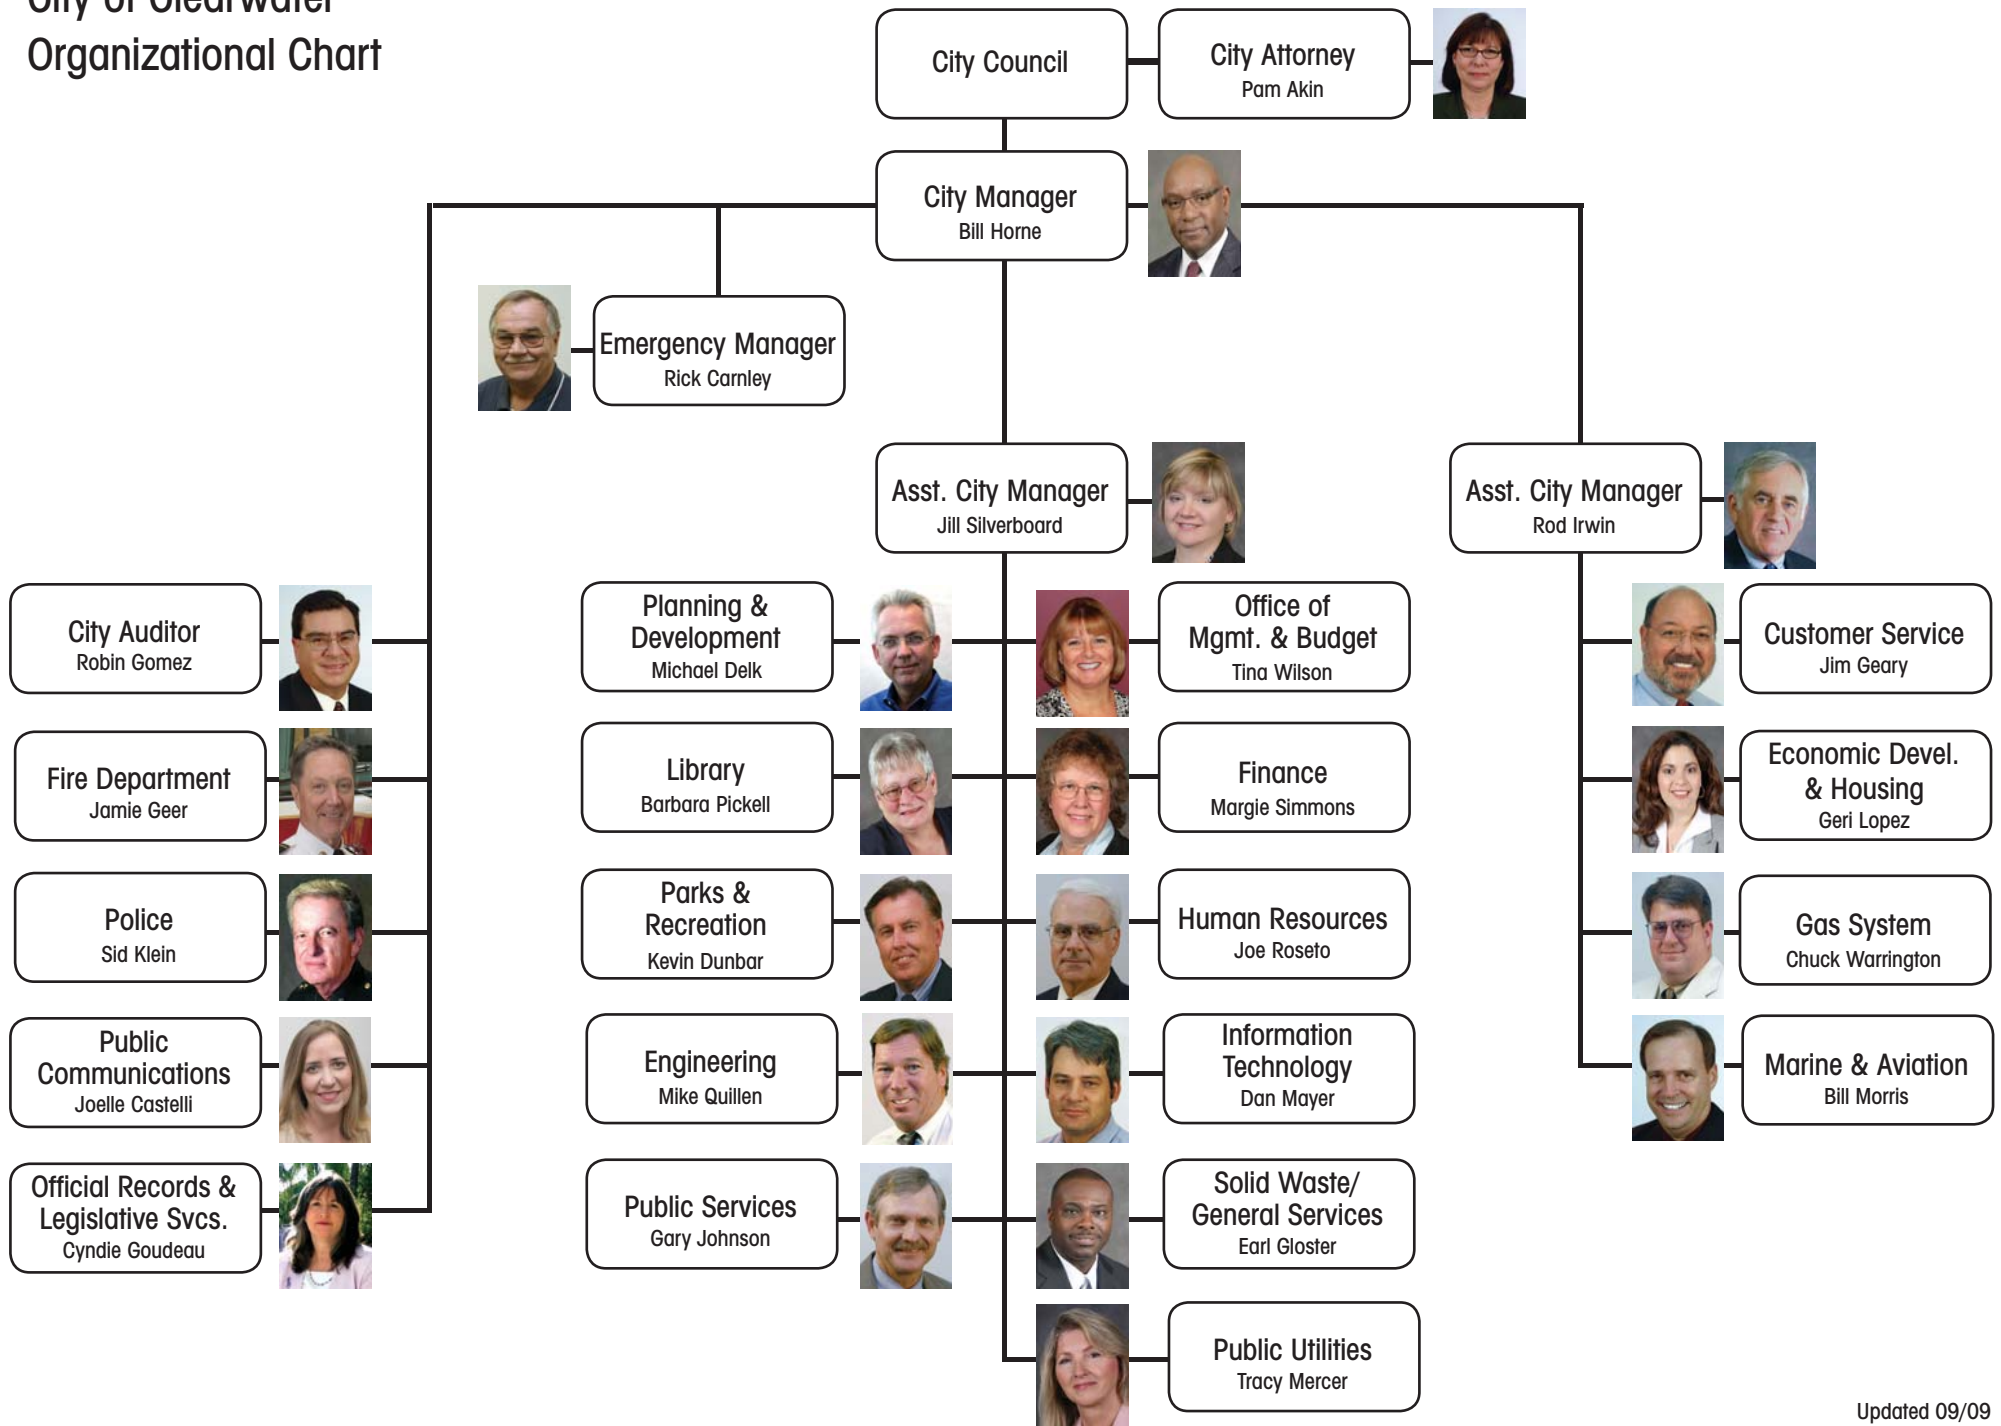 City of Clearwater
Organizational Chart
City Council
City Attorney
Pam Akin
City Manager
Bill Horne
Emergency Manager
Rick Carnley
Asst. City Manager
Jill Silverboard
Asst. City Manager
Rod Irwin
City Auditor
Robin Gomez
Fire Department
Jamie Geer
Police
Sid Klein
Public
Communications
Joelle Castelli
Official Records &
Legislative Svcs.
Cyndie Goudeau
Planning &
Development
Michael Delk
Library
Barbara Pickell
Parks &
Recreation
Kevin Dunbar
Engineering
Mike Quillen
Public Services
Gary Johnson
Office of
Mgmt. & Budget
Tina Wilson
Finance
Margie Simmons
Human Resources
Joe Roseto
Information
Technology
Dan Mayer
Solid Waste/
General Services
Earl Gloster
Public Utilities
Tracy Mercer
Customer Service
Jim Geary
Economic Devel.
& Housing
Geri Lopez
Gas System
Chuck Warrington
Marine & Aviation
Bill Morris
Updated 09/09